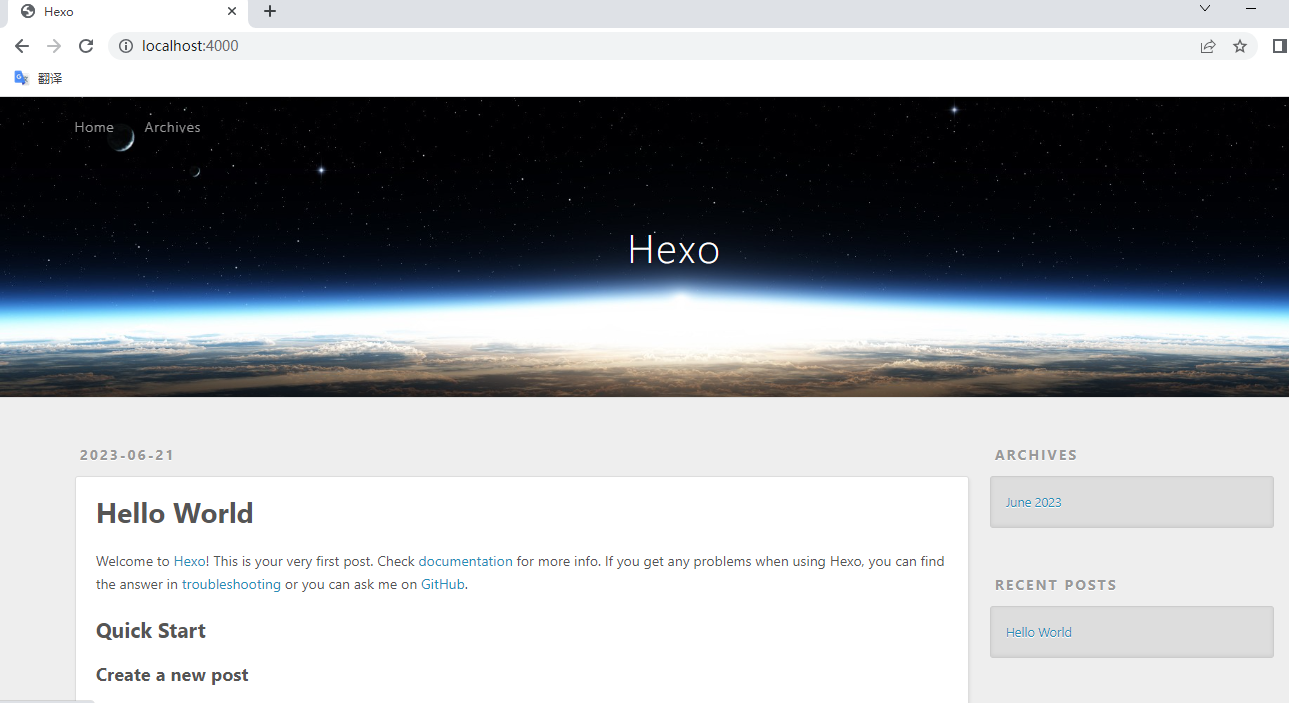 Hexo
localhost:4000
翻译
Home Archives
Hexo
2023-06-21
Hello World
Welcome to Hexo! This is your very first post. Check documentation for more info. If you get any problems when using Hexo, you can find
the answer in troubleshooting or you can ask me on GitHub.
Quick Start
Create a new post
ARCHIVES
June 2023
RECENT POSTS
Hello World